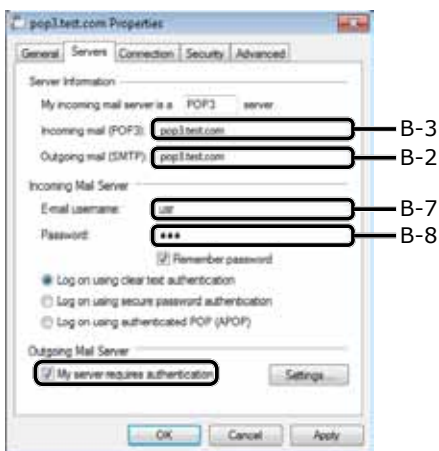 pop3.test.com Properties
General Servers Connection Security Advanced
Server Information
My incoming mail server is a POP3 server.
Incoming mail (POP3): pop3.test.com B-3
Outgoing mail (SMTP): pop3.test.com B-2
Incoming Mail Server
E-mail username: usr B-7
Password: ●●● B-8
Remember password
Log on using clear text authentication
Log on using secure password authentication
Log on using authenticated POP (APOP)
Outgoing Mail Server
My server requires authentication Settings...
OK Cancel Apply